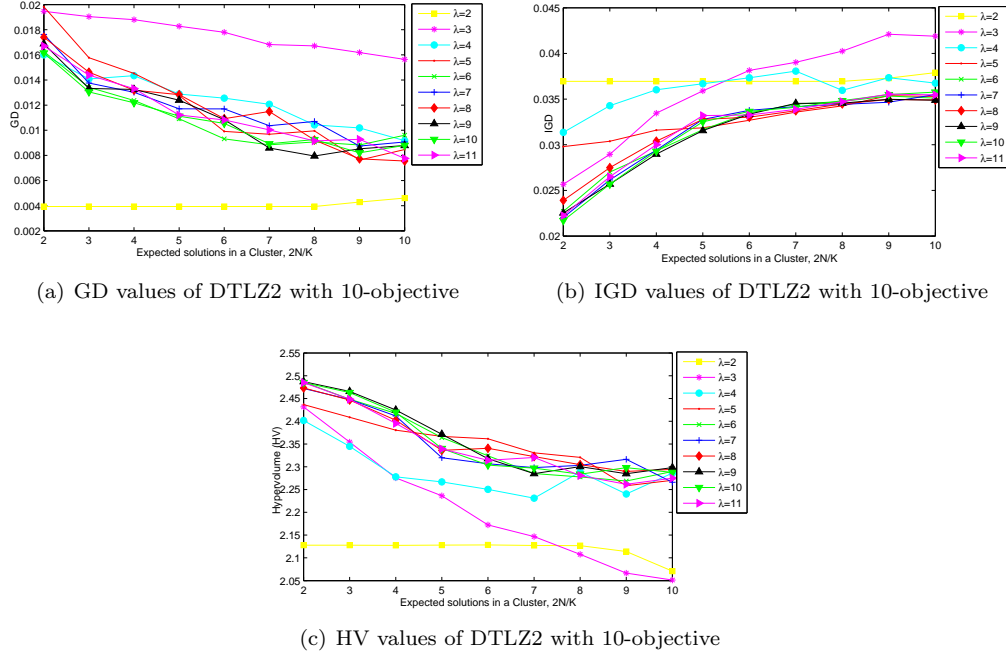 0.02
0.018
0.016
0.014
0.012
0.01
0.008
0.006
0.004
0.002
GD
2 3 4 5 6 7 8 9 10
Expected solutions in a Cluster, 2N/K
λ=2
λ=3
λ=4
λ=5
λ=6
λ=7
λ=8
λ=9
λ=10
λ=11
(a) GD values of DTLZ2 with 10-objective
0.045
0.04
0.035
0.03
0.025
0.02
IGD
2 3 4 5 6 7 8 9 10
Expected solutions in a Cluster, 2N/K
λ=2
λ=3
λ=4
λ=5
λ=6
λ=7
λ=8
λ=9
λ=10
λ=11
(b) IGD values of DTLZ2 with 10-objective
2.55
2.5
2.45
2.4
2.35
2.3
2.25
2.2
2.15
2.1
2.05
Hypervolume (HV)
2 3 4 5 6 7 8 9 10
Expected solutions in a Cluster, 2N/K
λ=2
λ=3
λ=4
λ=5
λ=6
λ=7
λ=8
λ=9
λ=10
λ=11
(c) HV values of DTLZ2 with 10-objective